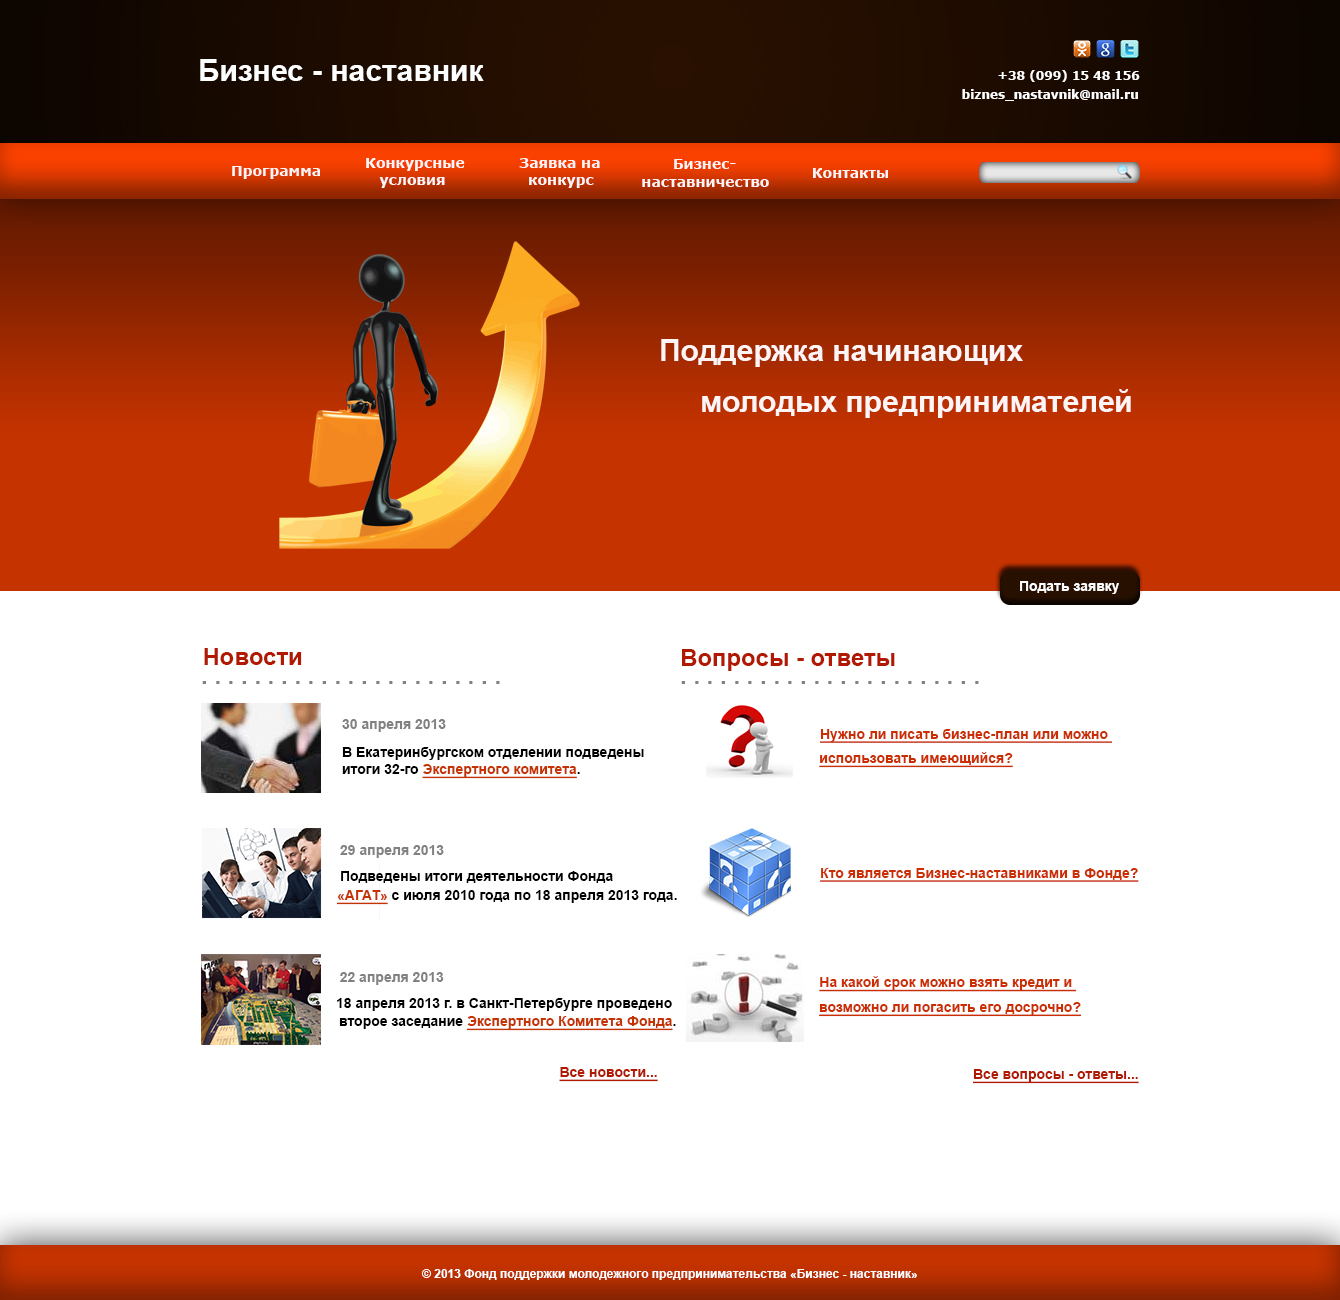 Бизнес - наставник
+38 (099) 15 48 156
biznes_nastavnik@mail.ru
Программа
Конкурсные
условия
Заявка на
конкурс
Бизнес-
наставничество
Контакты
Поддержка начинающих
молодых предпринимателей
Подать заявку
Новости
30 апреля 2013
В Екатеринбургском отделении подведены
итоги 32-го Экспертного комитета.
29 апреля 2013
Подведены итоги деятельности Фонда
«АГАТ» с июля 2010 года по 18 апреля 2013 года.
22 апреля 2013
18 апреля 2013 г. в Санкт-Петербурге проведено
второе заседание Экспертного Комитета Фонда.
Все новости...
Вопросы - ответы
Нужно ли писать бизнес-план или можно
использовать имеющийся?
Кто является Бизнес-наставниками в Фонде?
На какой срок можно взять кредит и
возможно ли погасить его досрочно?
Все вопросы - ответы...
© 2013 Фонд поддержки молодежного предпринимательства «Бизнес - наставник»